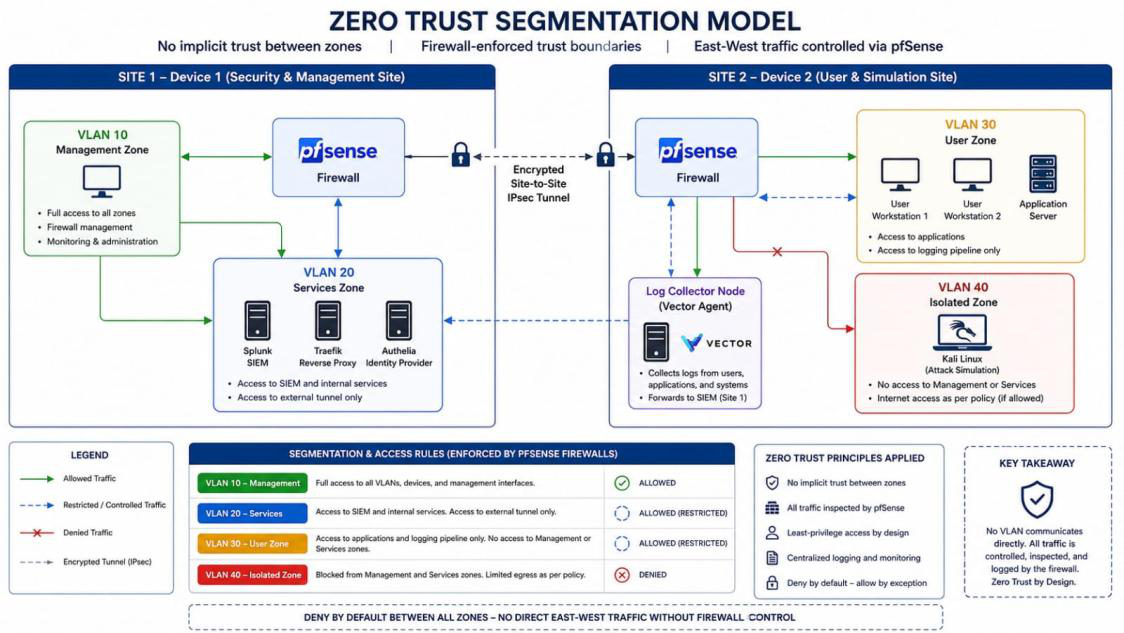 ZERO TRUST SEGMENTATION MODEL
No implicit trust between zones | Firewall-enforced trust boundaries | East-West traffic controlled via pfSense
SITE 1 – Device 1 (Security & Management Site)
VLAN 10
Management Zone
• Full access to all zones
• Firewall management
• Monitoring & administration
pfsense
Firewall
VLAN 20
Services Zone
Splunk
SIEM
Traefik
Reverse Proxy
Authelia
Identity Provider
• Access to SIEM and internal services
• Access to external tunnel only
Encrypted
Site-to-Site
IPsec Tunnel
SITE 2 – Device 2 (User & Simulation Site)
pfsense
Firewall
VLAN 30
User Zone
User
Workstation 1
User
Workstation 2
Application
Server
• Access to applications
• Access to logging pipeline only
Log Collector Node
(Vector Agent)
VECTOR
• Collects logs from users,
applications, and systems
• Forwards to SIEM (Site 1)
VLAN 40
Isolated Zone
Kali Linux
(Attack Simulation)
• No access to Management or Services
• Internet access as per policy (if allowed)
LEGEND
Allowed Traffic
Restricted / Controlled Traffic
Denied Traffic
Encrypted Tunnel (IPsec)
SEGMENTATION & ACCESS RULES (ENFORCED BY PFSENSE FIREWALLS)
VLAN 10 – Management Full access to all VLANs, devices, and management interfaces. ALLOWED
VLAN 20 – Services Access to SIEM and internal services. Access to external tunnel only. ALLOWED (RESTRICTED)
VLAN 30 – User Zone Access to applications and logging pipeline only. No access to Management or
Services zones. ALLOWED (RESTRICTED)
VLAN 40 – Isolated Zone Blocked from Management and Services zones. Limited egress as per policy. DENIED
ZERO TRUST PRINCIPLES APPLIED
No implicit trust between zones
All traffic inspected by pfSense
Least-privilege access by design
Centralized logging and monitoring
Deny by default – allow by exception
KEY TAKEAWAY
No VLAN communicates
directly. All traffic is
controlled, inspected, and
logged by the firewall.
Zero Trust by Design.
DENY BY DEFAULT BETWEEN ALL ZONES – NO DIRECT EAST-WEST TRAFFIC WITHOUT FIREWALL CONTROL